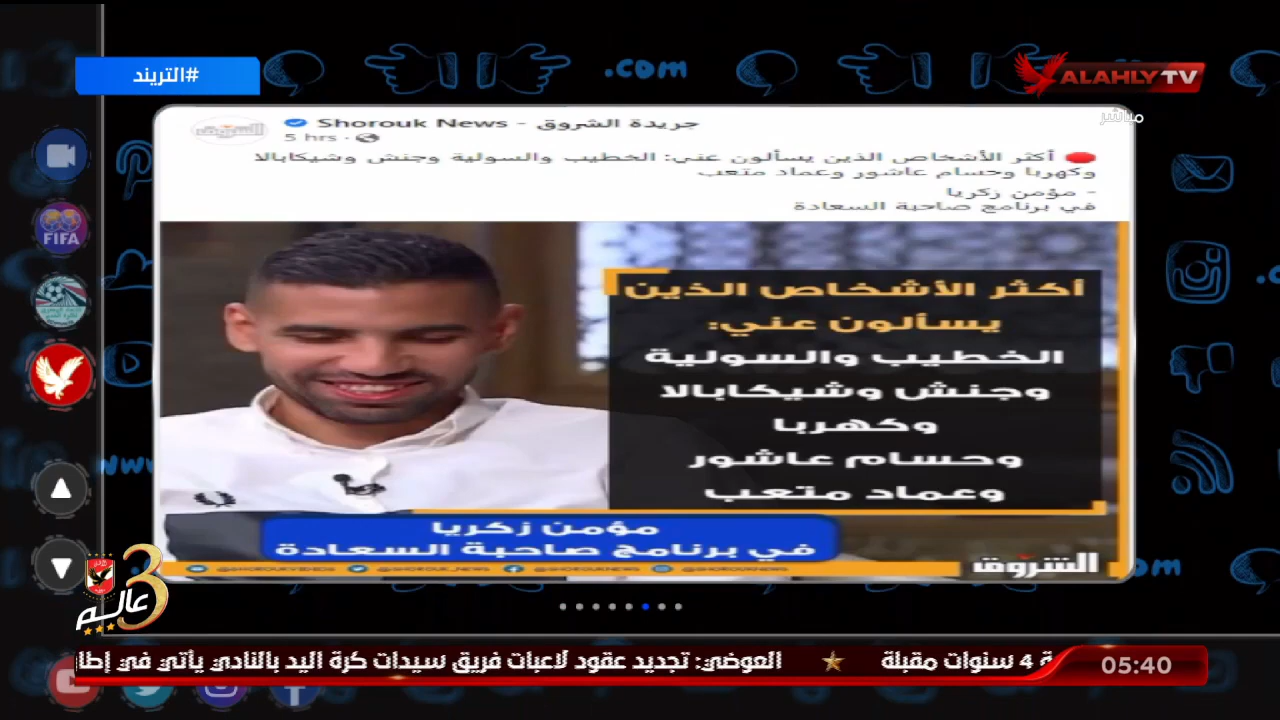 #التريند
.com
ALAHLY TV
مباشر
Shorouk News - جريدة الشروق
5 hrs
أكثر الأشخاص الذين يسألون عني: الخطيب والسولية وجنش وشيكابالا
وكهربا وحسام عاشور وعماد متعب
- مؤمن زكريا
في برنامج صاحبة السعادة
FIFA
أكثر الأشخاص الذين
يسألون عني:
الخطيب والسولية
وجنش وشيكابالا
وكهربا
وحسام عاشور
وعماد متعب
مؤمن زكريا
في برنامج صاحبة السعادة
الشروق
3
عالم
ة 4 سنوات مقبلة
العوضي: تجديد عقود لاعبات فريق سيدات كرة اليد بالنادي يأتي في إطا
05:40